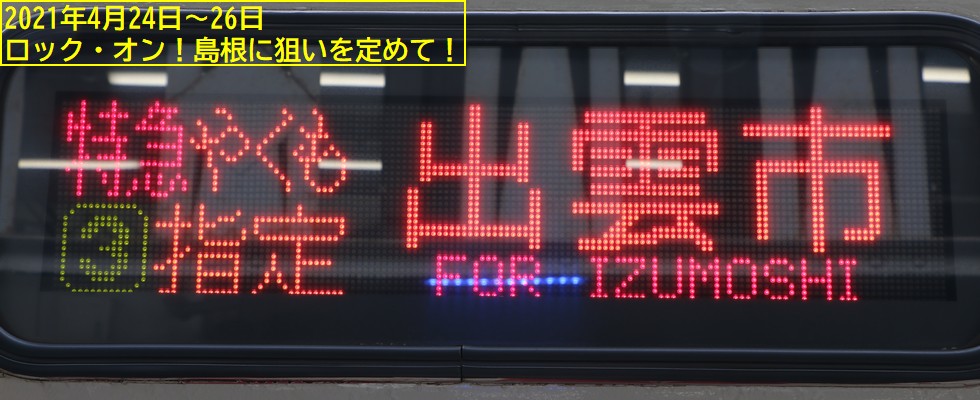 2021年4月24日～26日
ロック・オン！島根に狙いを定めて！
特急やくも
3指定
出雲市
FOR IZUMOSHI